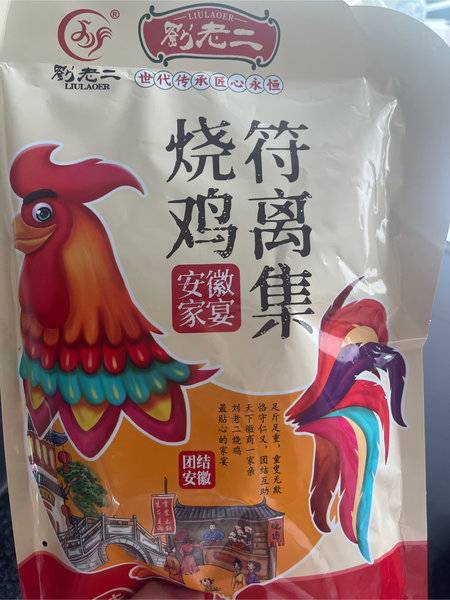 ®
劉老二
LIULAOER
LIULAOER
劉老二
世代传承匠心永恒
符离集
烧鸡
安徽
家宴
足斤足重，童叟无欺
恪守仁义，团结互助
天下徽商一家亲
刘老二烧鸡
最贴心的家宴
团结
安徽